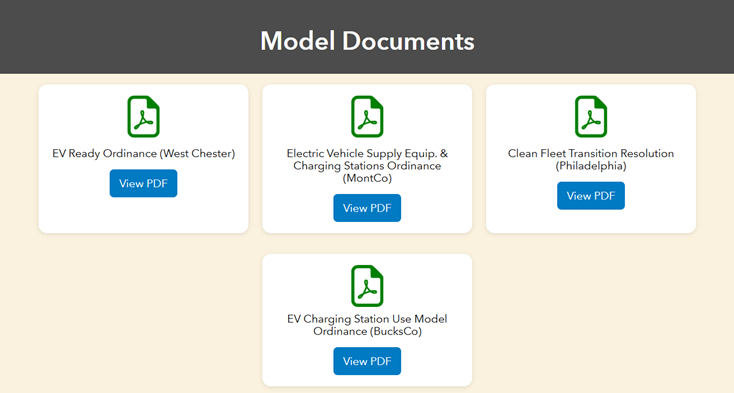 Model Documents
EV Ready Ordinance (West Chester)
View PDF
Electric Vehicle Supply Equip. &
Charging Stations Ordinance
(MontCo)
View PDF
Clean Fleet Transition Resolution
(Philadelphia)
View PDF
EV Charging Station Use Model
Ordinance (BucksCo)
View PDF